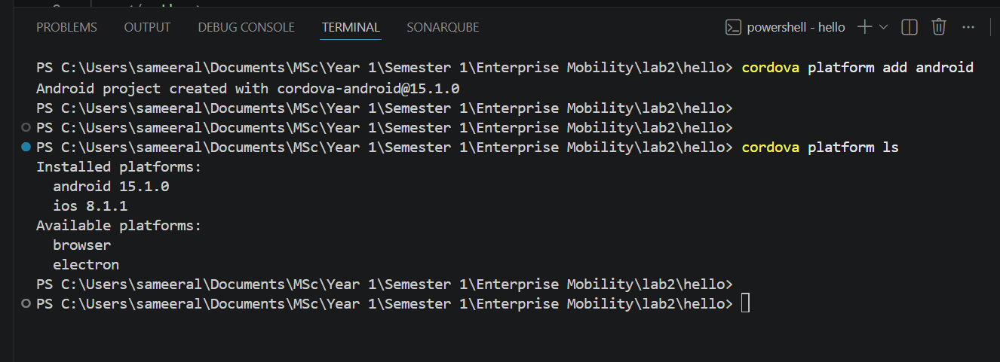 PROBLEMS OUTPUT DEBUG CONSOLE TERMINAL SONARQUBE powershell - hello
PS C:\Users\sameeral\Documents\MSc\Year 1\Semester 1\Enterprise Mobility\lab2\hello> cordova platform add android
Android project created with cordova-android@15.1.0
PS C:\Users\sameeral\Documents\MSc\Year 1\Semester 1\Enterprise Mobility\lab2\hello>
PS C:\Users\sameeral\Documents\MSc\Year 1\Semester 1\Enterprise Mobility\lab2\hello>
PS C:\Users\sameeral\Documents\MSc\Year 1\Semester 1\Enterprise Mobility\lab2\hello> cordova platform ls
Installed platforms:
  android 15.1.0
  ios 8.1.1
Available platforms:
  browser
  electron
PS C:\Users\sameeral\Documents\MSc\Year 1\Semester 1\Enterprise Mobility\lab2\hello>
PS C:\Users\sameeral\Documents\MSc\Year 1\Semester 1\Enterprise Mobility\lab2\hello>